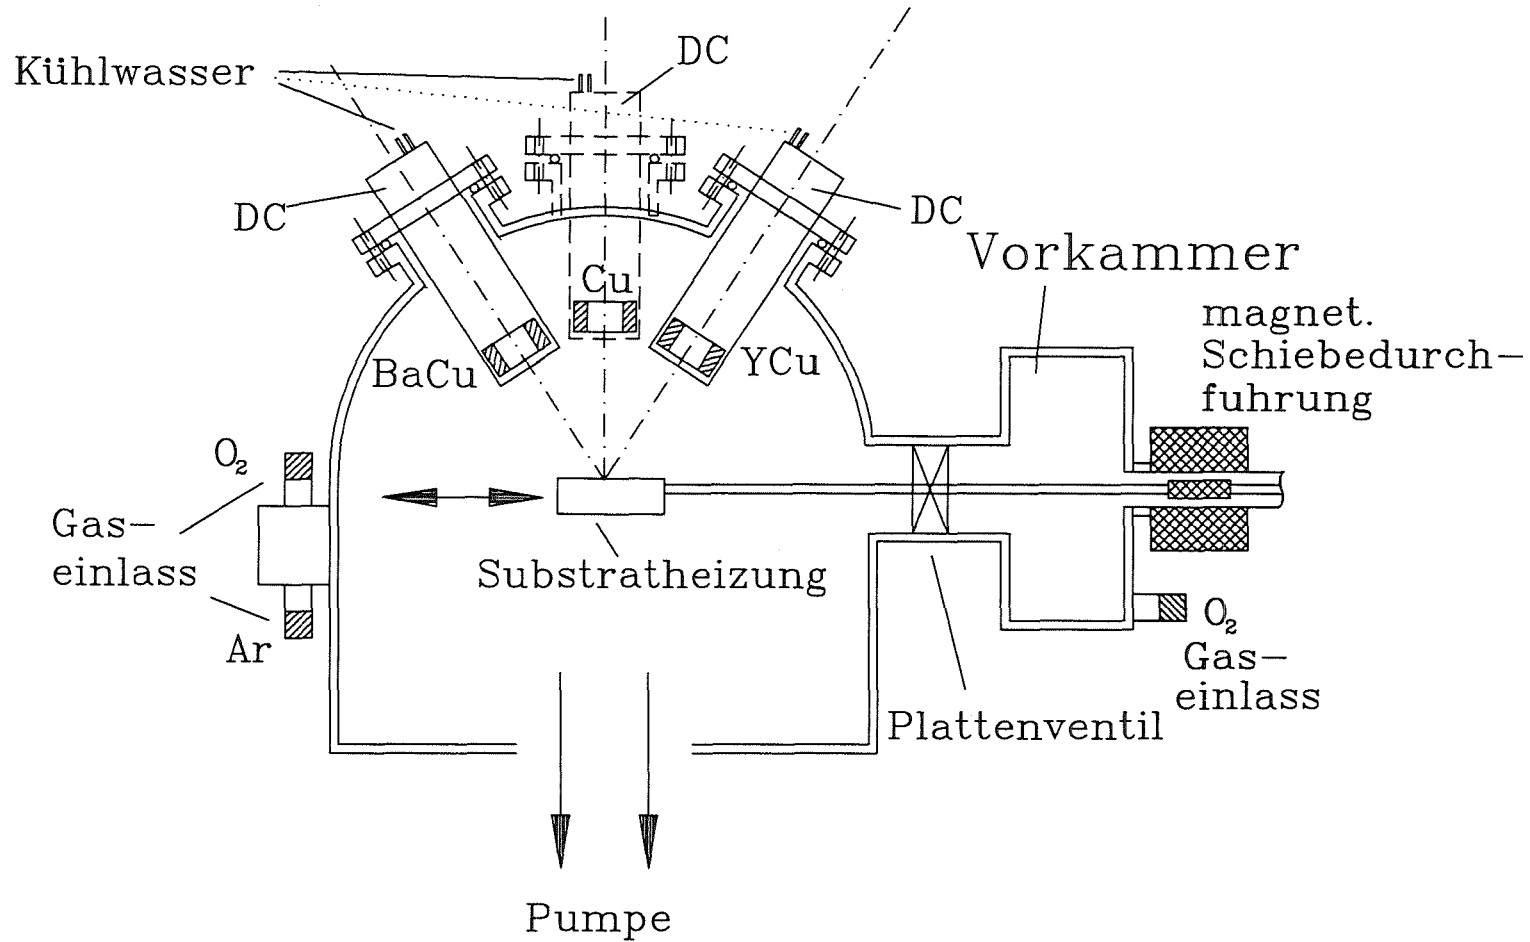 Kühlwasser
DC
DC
DC
Cu
BaCu
YCu
Vorkammer
magnet.
Schiebedurch-
fuhrung
O₂
Gas-
einlass
Ar
Substratheizung
Plattenventil
O₂
Gas-
einlass
Pumpe